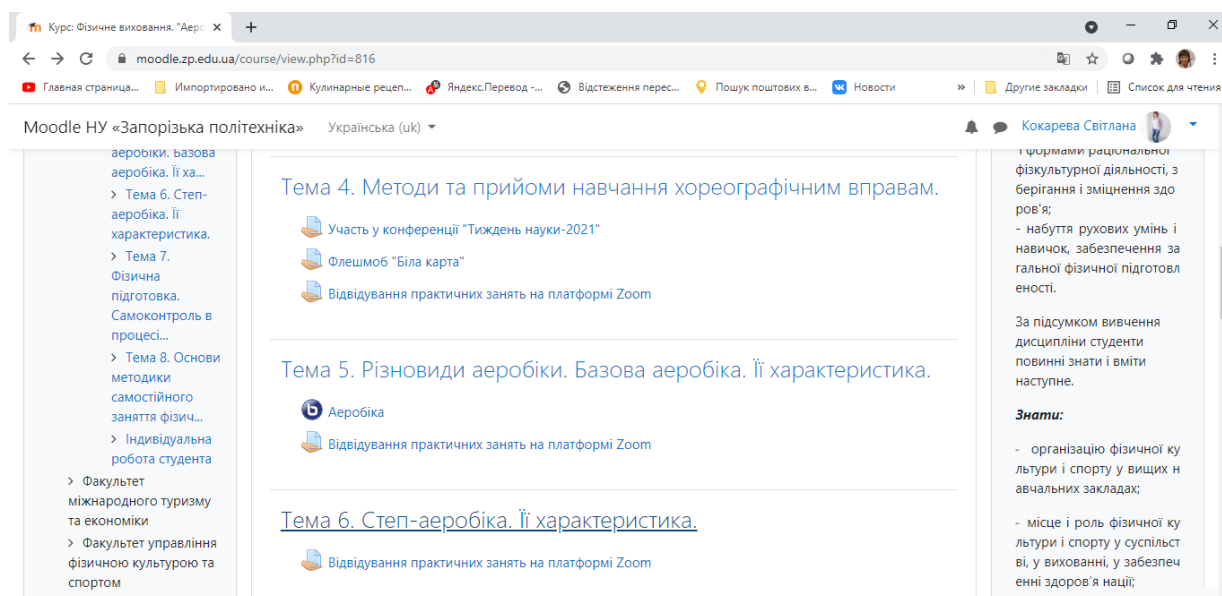 Курс: Фізичне виховання. "Аерс
moodle.zp.edu.ua/course/view.php?id=816
Главная страница...
Импортировано и...
Кулинарные рецеп...
Яндекс.Перевод -...
Відстеження перес...
Пошук поштових в...
Новости
»
Другие закладки
Список для чтения
Moodle НУ «Запорізька політехніка»
Українська (uk)
Кокарева Світлана
аеробіки. Базова
аеробіка. Її ха...
> Тема 6. Степ-
аеробіка. Її
характеристика.
> Тема 7.
Фізична
підготовка.
Самоконтроль в
процесі...
> Тема 8. Основи
методики
самостійного
заняття фізич...
> Індивідуальна
робота студента
> Факультет
міжнародного туризму
та економіки
> Факультет управління
фізичною культурою та
спортом
Тема 4. Методи та прийоми навчання хореографічним вправам.
Участь у конференції "Тиждень науки-2021"
Флешмоб "Біла карта"
Відвідування практичних занять на платформі Zoom
Тема 5. Різновиди аеробіки. Базова аеробіка. Її характеристика.
Аеробіка
Відвідування практичних занять на платформі Zoom
Тема 6. Степ-аеробіка. Її характеристика.
Відвідування практичних занять на платформі Zoom
і формами раціональної
фізкультурної діяльності, з
берігання і зміцнення здо
ров'я;
- набуття рухових умінь і
навичок, забезпечення за
гальної фізичної підготовл
еності.
За підсумком вивчення
дисципліни студенти
повинні знати і вміти
наступне.
Знати:
- організацію фізичної ку
льтури і спорту у вищих н
авчальних закладах;
- місце і роль фізичної ку
льтури і спорту у суспільст
ві, у вихованні, у забезпеч
енні здоров´я нації;